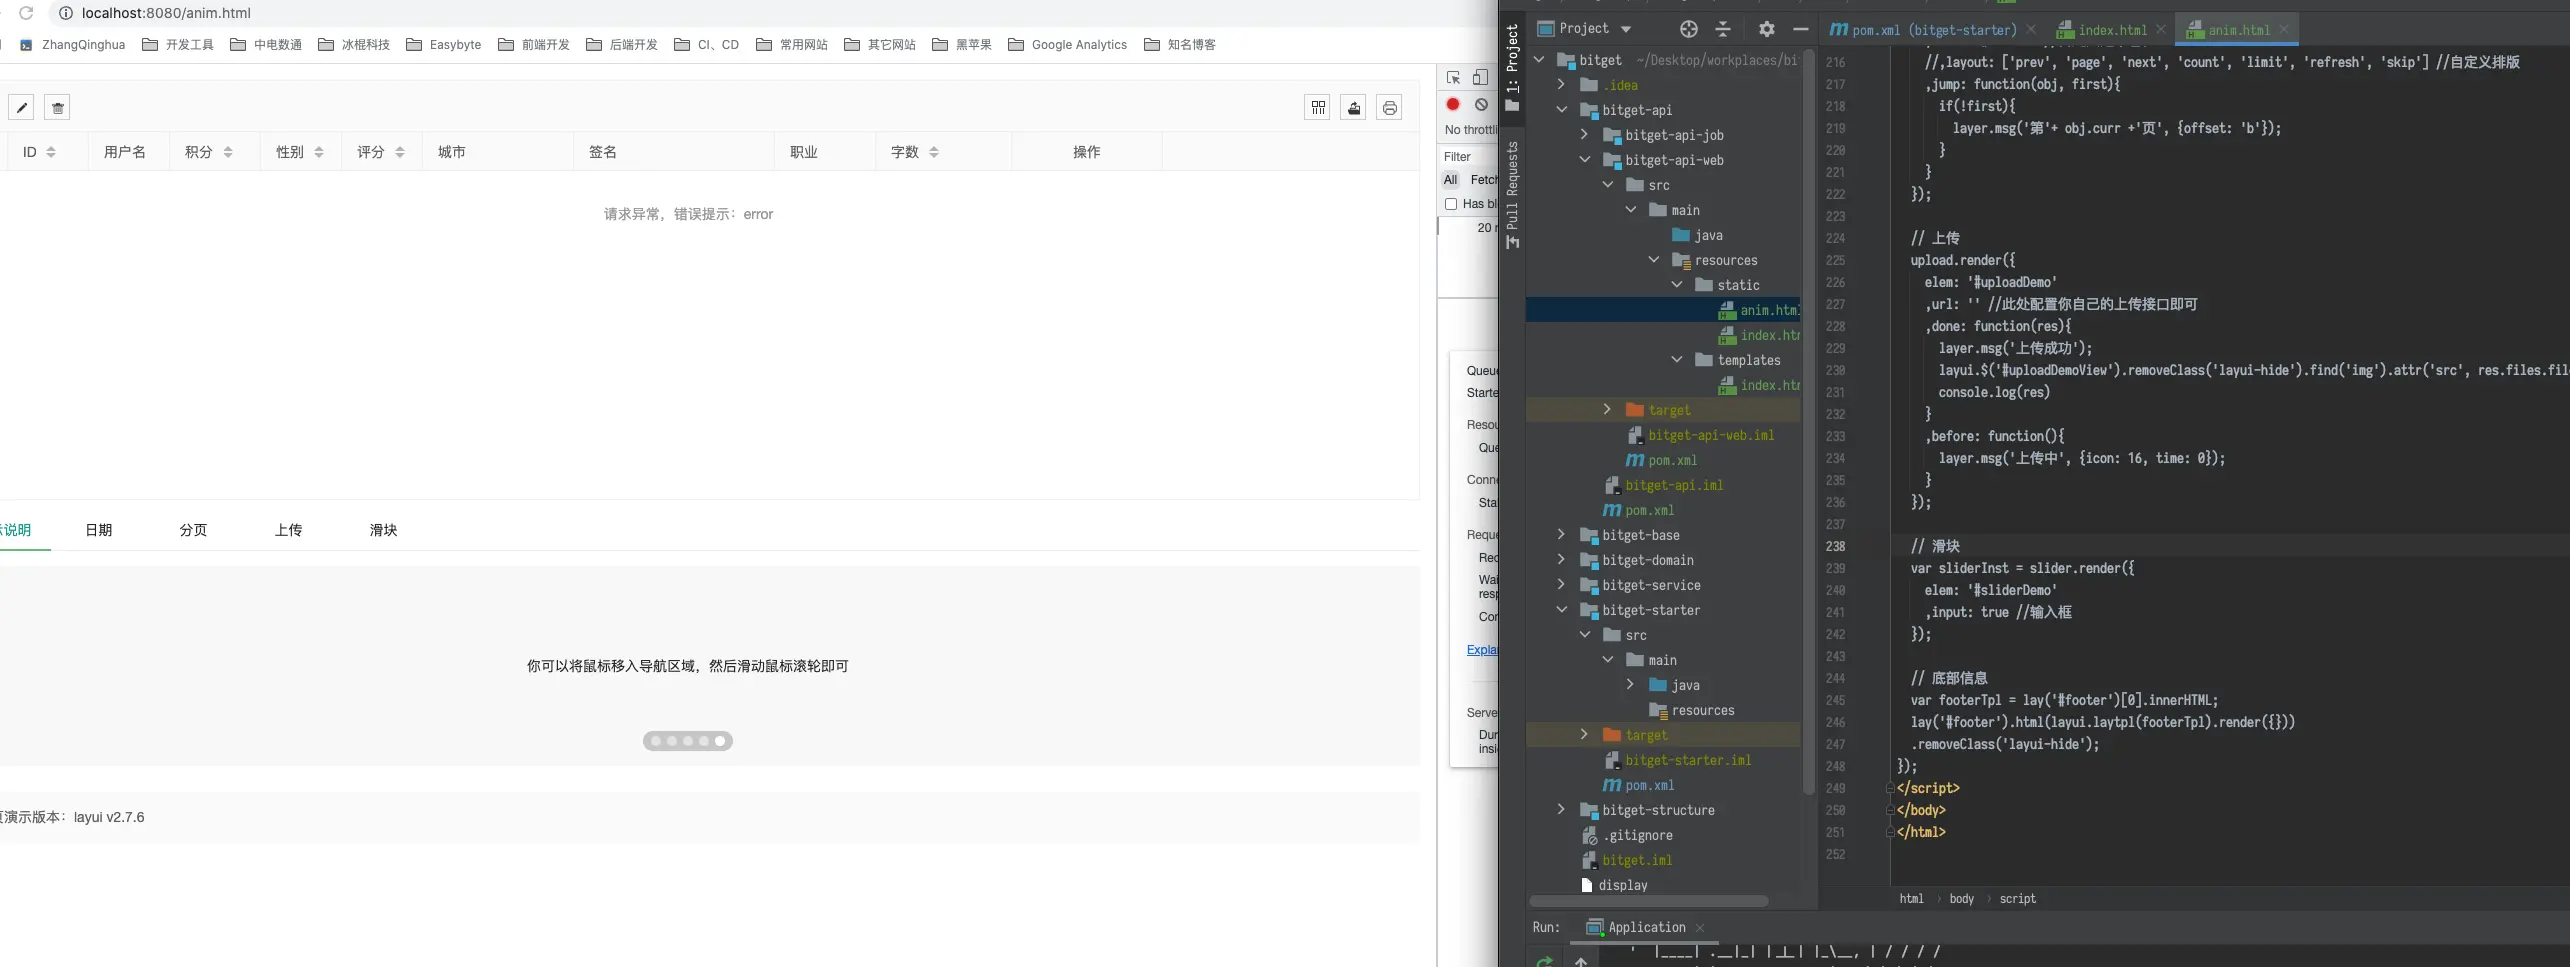 localhost:8080/anim.html
ZhangQinghua 开发工具 中电数通 冰棍科技 Easybyte 前端开发 后端开发 CI、CD 常用网站 其它网站 黑苹果 Google Analytics 知名博客
ID 用户名 积分 性别 评分 城市 签名 职业 字数 操作
请求异常，错误提示：error
说明 日期 分页 上传 滑块
你可以将鼠标移入导航区域，然后滑动鼠标滚轮即可
演示版本：layui v2.7.6
No throttli
Filter
All Fetch
Has bl
20
Queue
Starte
Resou
Que
Conne
Stal
Reque
Rec
Wai
resp
Cor
Explai
Server
Dur
insi
1: Project
Pull Requests
Project
bitget ~/Desktop/workplaces/bi
.idea
bitget-api
bitget-api-job
bitget-api-web
src
main
java
resources
static
anim.html
index.htm
templates
index.htm
target
bitget-api-web.iml
pom.xml
bitget-api.iml
pom.xml
bitget-base
bitget-domain
bitget-service
bitget-starter
src
main
java
resources
target
bitget-starter.iml
pom.xml
bitget-structure
.gitignore
bitget.iml
display
pom.xml (bitget-starter) index.html anim.html
216 //,layout: ['prev', 'page', 'next', 'count', 'limit', 'refresh', 'skip'] //自定义排版
217 ,jump: function(obj, first){
218 if(!first){
219 layer.msg('第'+ obj.curr +'页', {offset: 'b'});
220 }
221 }
222 });
223
224 // 上传
225 upload.render({
226 elem: '#uploadDemo'
227 ,url: '' //此处配置你自己的上传接口即可
228 ,done: function(res){
229 layer.msg('上传成功');
230 layui.$('#uploadDemoView').removeClass('layui-hide').find('img').attr('src', res.files.fil
231 console.log(res)
232 }
233 ,before: function(){
234 layer.msg('上传中', {icon: 16, time: 0});
235 }
236 });
237
238 // 滑块
239 var sliderInst = slider.render({
240 elem: '#sliderDemo'
241 ,input: true //输入框
242 });
243
244 // 底部信息
245 var footerTpl = lay('#footer')[0].innerHTML;
246 lay('#footer').html(layui.laytpl(footerTpl).render({}))
247 .removeClass('layui-hide');
248 });
249 </script>
250 </body>
251 </html>
252
html › body › script
Run: Application